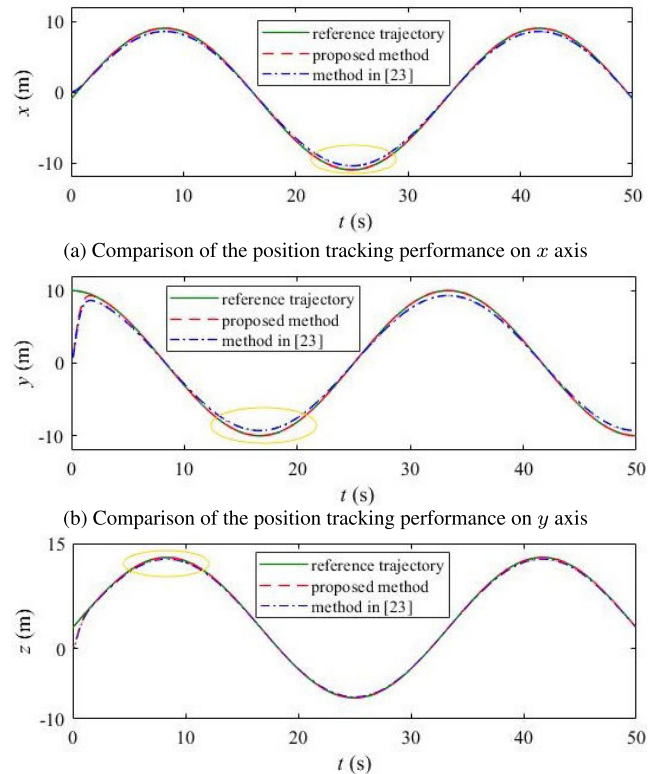 10
0
-10
x (m)
reference trajectory
proposed method
method in [23]
0 10 20 30 40 50
t (s)
(a) Comparison of the position tracking performance on x axis
10
0
-10
y (m)
reference trajectory
proposed method
method in [23]
0 10 20 30 40 50
t (s)
(b) Comparison of the position tracking performance on y axis
15
0
-10
z (m)
reference trajectory
proposed method
method in [23]
0 10 20 30 40 50
t (s)